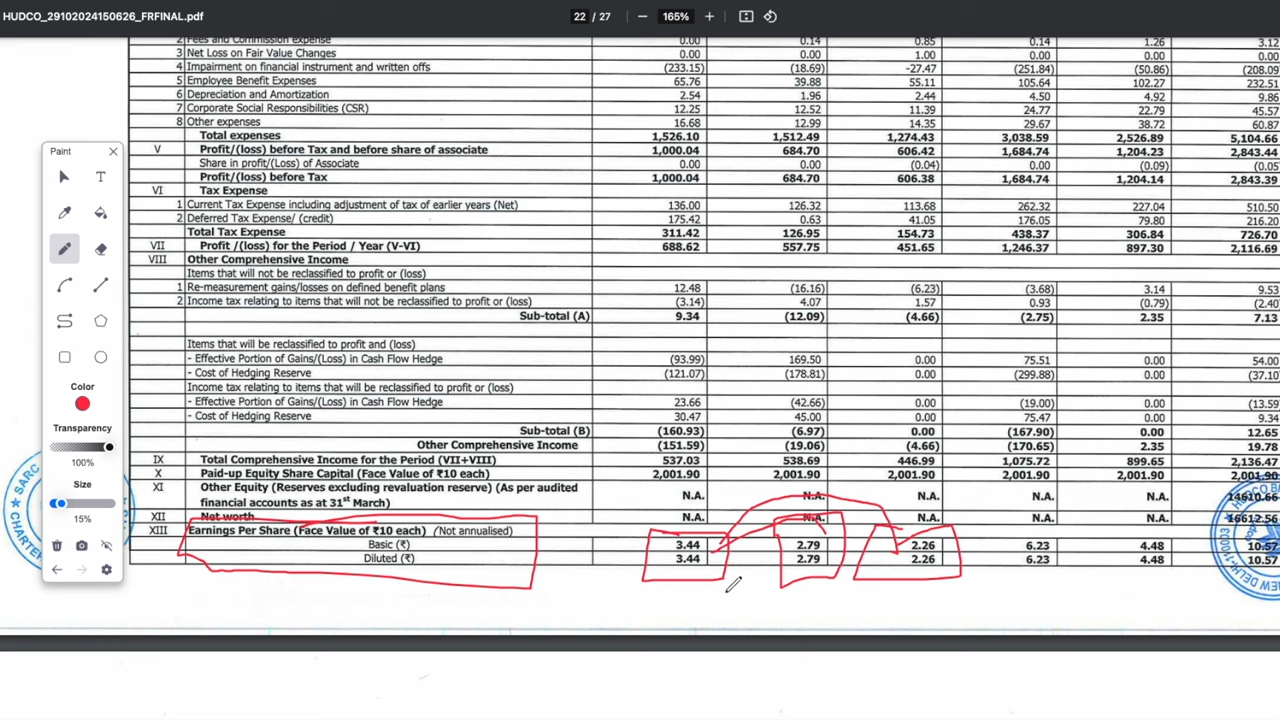 HUDCO_29102024150626_FRFINAL.pdf 22 / 27 165%
2 Fees and Commission expense 0.00 0.14 0.85 0.14 1.26 3.12
3 Net Loss on Fair Value Changes 0.00 0.00 1.00 0.00 0.00 0.00
4 Impairment on financial instrument and written offs (233.15) (18.69) -27.47 (251.84) (50.86) (208.09)
5 Employee Benefit Expenses 65.76 39.88 55.11 105.64 102.27 232.51
6 Depreciation and Amortization 2.54 1.96 2.44 4.50 4.92 9.86
7 Corporate Social Responsibilities (CSR) 12.25 12.52 11.39 24.77 22.79 45.57
8 Other expenses 16.68 12.99 14.35 29.67 38.72 60.87
Total expenses 1,526.10 1,512.49 1,274.43 3,038.59 2,526.89 5,104.66
V Profit/(loss) before Tax and before share of associate 1,000.04 684.70 606.42 1,684.74 1,204.23 2,843.44
Share in profit/(Loss) of Associate 0.00 0.00 (0.04) 0.00 (0.09) (0.05
Profit/(loss) before Tax 1,000.04 684.70 606.38 1,684.74 1,204.14 2,843.39
VI Tax Expense
1 Current Tax Expense including adjustment of tax of earlier years (Net) 136.00 126.32 113.68 262.32 227.04 510.50
2 Deferred Tax Expense/ (credit) 175.42 0.63 41.05 176.05 79.80 216.20
Total Tax Expense 311.42 126.95 154.73 438.37 306.84 726.70
VII Profit /(loss) for the Period / Year (V-VI) 688.62 557.75 451.65 1,246.37 897.30 2,116.69
VIII Other Comprehensive Income
Items that will not be reclassified to profit or (loss)
1 Re-measurement gains/losses on defined benefit plans 12.48 (16.16) (6.23) (3.68) 3.14 9.53
2 Income tax relating to items that will not be reclassified to profit or (loss) (3.14) 4.07 1.57 0.93 (0.79) (2.40
Sub-total (A) 9.34 (12.09) (4.66) (2.75) 2.35 7.13
Items that will be reclassified to profit and (loss)
- Effective Portion of Gains/(Loss) in Cash Flow Hedge (93.99) 169.50 0.00 75.51 0.00 54.00
- Cost of Hedging Reserve (121.07) (178.81) 0.00 (299.88) 0.00 (37.10
Income tax relating to items that will be reclassified to profit or (loss)
- Effective Portion of Gains/(Loss) in Cash Flow Hedge 23.66 (42.66) 0.00 (19.00) 0.00 (13.59
- Cost of Hedging Reserve 30.47 45.00 0.00 75.47 0.00 9.34
Sub-total (B) (160.93) (6.97) 0.00 (167.90) 0.00 12.65
Other Comprehensive Income (151.59) (19.06) (4.66) (170.65) 2.35 19.78
IX Total Comprehensive Income for the Period (VII+VIII) 537.03 538.69 446.99 1,075.72 899.65 2,136.47
X Paid-up Equity Share Capital (Face Value of ₹10 each) 2,001.90 2,001.90 2,001.90 2,001.90 2,001.90 2,001.90
XI Other Equity (Reserves excluding revaluation reserve) (As per audited
financial accounts as at 31st March) N.A. N.A. N.A. N.A. N.A. 14610.66
XII Net worth N.A. N.A. N.A. N.A. N.A. 16612.56
XIII Earnings Per Share (Face Value of ₹10 each) (Not annualised)
Basic (₹) 3.44 2.79 2.26 6.23 4.48 10.57
Diluted (₹) 3.44 2.79 2.26 6.23 4.48 10.57
Paint
T
Color
Transparency
100%
Size
15%